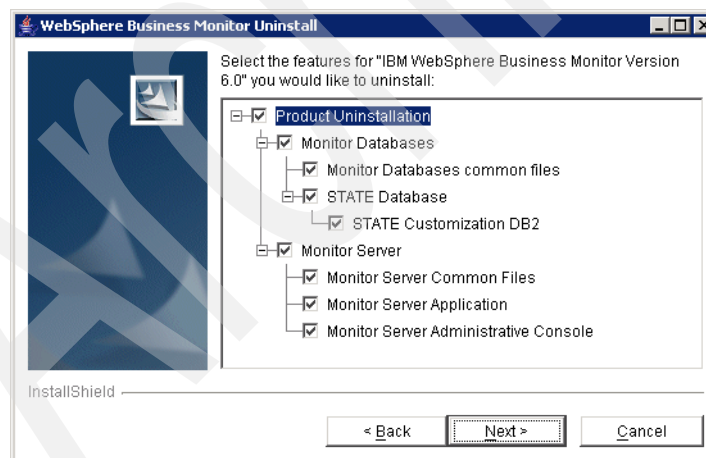 WebSphere Business Monitor Uninstall
Select the features for "IBM WebSphere Business Monitor Version
6.0" you would like to uninstall:
Product Uninstallation
Monitor Databases
Monitor Databases common files
STATE Database
STATE Customization DB2
Monitor Server
Monitor Server Common Files
Monitor Server Application
Monitor Server Administrative Console
InstallShield
< Back
Next >
Cancel